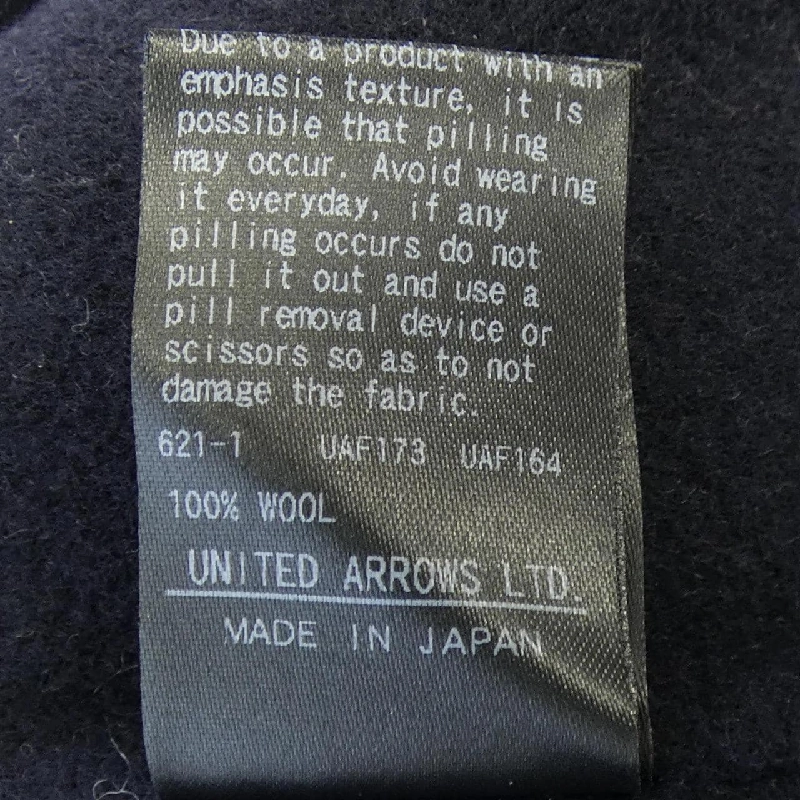 Due to a product with an
emphasis texture, it is
possible that pilling
may occur. Avoid wearing
it everyday, if any
pilling occurs do not
pull it out and use a
pill removal device or
scissors so as to not
damage the fabric.
621-1 UAF173 UAF164
100% WOOL
UNITED ARROWS LTD.
MADE IN JAPAN